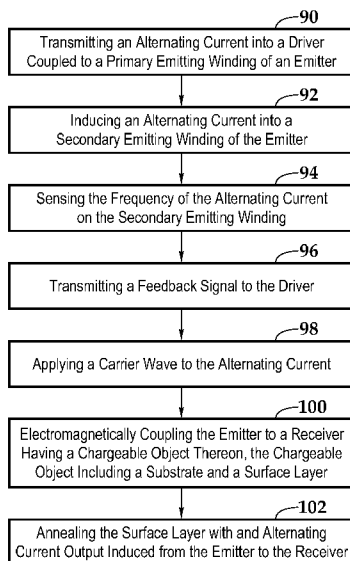 90
Transmitting an Alternating Current into a Driver
Coupled to a Primary Emitting Winding of an Emitter
92
Inducing an Alternating Current into a
Secondary Emitting Winding of the Emitter
94
Sensing the Frequency of the Alternating Current
on the Secondary Emitting Winding
96
Transmitting a Feedback Signal to the Driver
98
Applying a Carrier Wave to the Alternating Current
100
Electromagnetically Coupling the Emitter to a Receiver
Having a Chargeable Object Thereon, the Chargeable
Object Including a Substrate and a Surface Layer
102
Annealing the Surface Layer with and Alternating
Current Output Induced from the Emitter to the Receiver